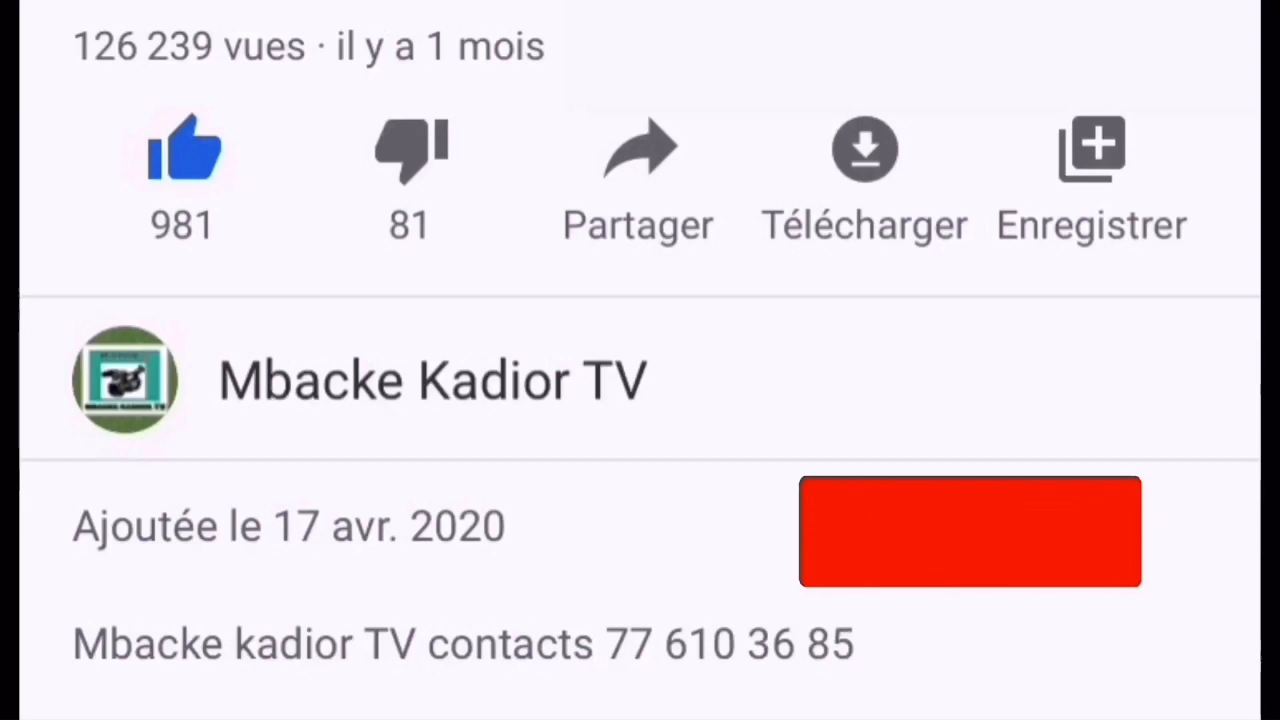 126 239 vues · il y a 1 mois
981
81
Partager
Télécharger
Enregistrer
Mbacke Kadior TV
Ajoutée le 17 avr. 2020
Mbacke kadior TV contacts 77 610 36 85